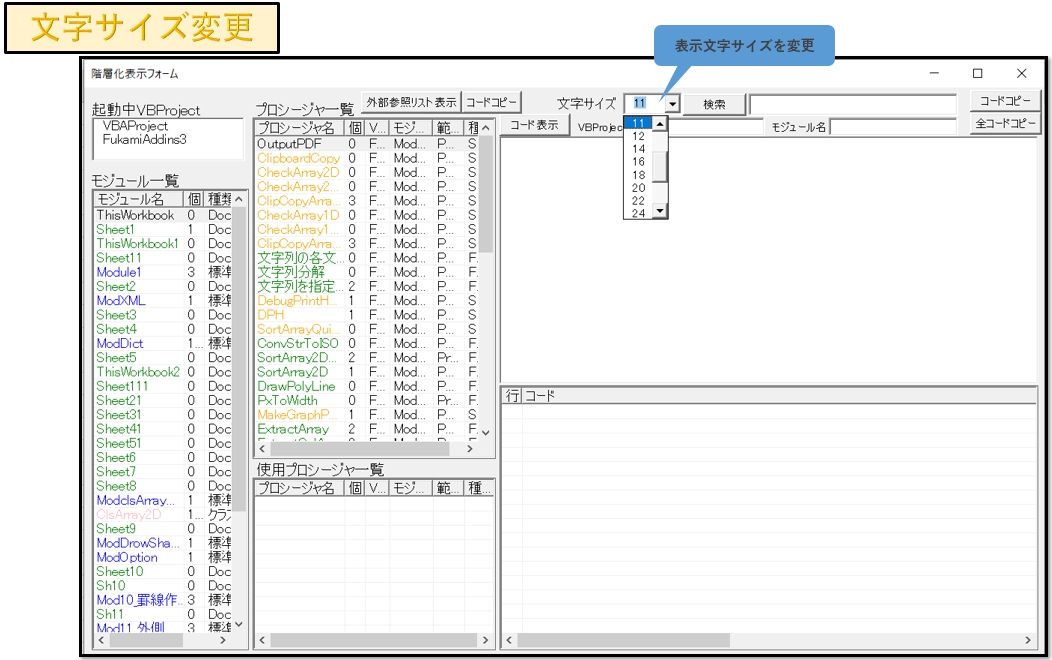 文字サイズ変更
表示文字サイズを変更
階層化表示フォーム
起動中VBProject
VBAProject
FukamiAddins3
モジュール一覧
モジュール名 個 種類
ThisWorkbook 0 Doc
Sheet1 1 Doc
ThisWorkbook1 0 Doc
Sheet11 0 Doc
Module1 3 標準
Sheet2 0 Doc
ModXML 1 標準
Sheet3 0 Doc
Sheet4 0 Doc
ModDict 1... 標準
Sheet5 0 Doc
ThisWorkbook2 0 Doc
Sheet111 0 Doc
Sheet21 0 Doc
Sheet31 0 Doc
Sheet41 0 Doc
Sheet51 0 Doc
Sheet6 0 Doc
Sheet7 0 Doc
Sheet8 0 Doc
ModclsArray... 1 標準
ClsArray2D 1... クラス
Sheet9 0 Doc
ModDrowSha... 1 標準
ModOption 1 標準
Sheet10 0 Doc
Sh10 0 Doc
Mod10_罫線作... 3 標準
Sh11 0 Doc
Mod11_外側 3 標準
プロシージャ一覧 外部参照リスト表示 コードコピー
プロシージャ名 個 V... モジ... 範... 種
OutputPDF 0 F... Mod... P... S
ClipboardCopy 0 F... Mod... P... S
CheckArray2D 0 F... Mod... P... S
CheckArray2... 0 F... Mod... P... S
ClipCopyArra... 3 F... Mod... P... S
CheckArray1D 0 F... Mod... P... S
CheckArray1... 0 F... Mod... P... S
ClipCopyArra... 3 F... Mod... P... S
文字列の各文... 0 F... Mod... P... F.
文字列分解 0 F... Mod... P... F.
文字列を指定... 2 F... Mod... P... F.
DebugPrintH... 1 F... Mod... P... S
DPH 1 F... Mod... P... S
SortArrayQui... 0 F... Mod... P... S
ConvStrToISO 0 F... Mod... P... F.
SortArray2D... 2 F... Mod... Pr... F.
SortArray2D 1 F... Mod... P... F.
DrawPolyLine 0 F... Mod... P... F.
PxToWidth 0 F... Mod... Pr... F.
MakeGraphP... 1 F... Mod... P... S
ExtractArray 2 F... Mod... P... F.
使用プロシージャ一覧
プロシージャ名 個 V... モジ... 範... 種...
文字サイズ 11 検索 コードコピー
コード表示 VBProjec モジュール名 全コードコピー
11
12
14
16
18
20
22
24
行 コード